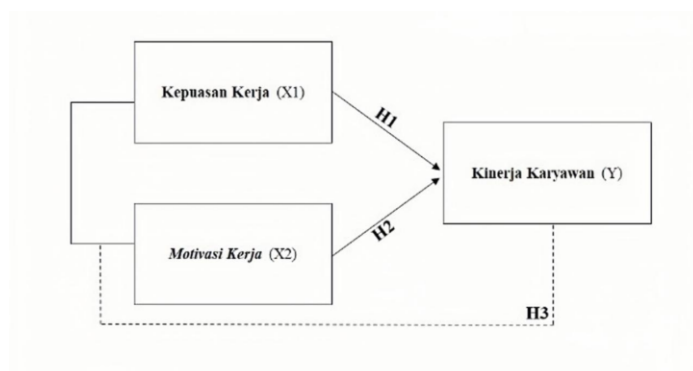 Kepuasan Kerja (X1)
H1
Kinerja Karyawan (Y)
H2
Motivasi Kerja (X2)
H3